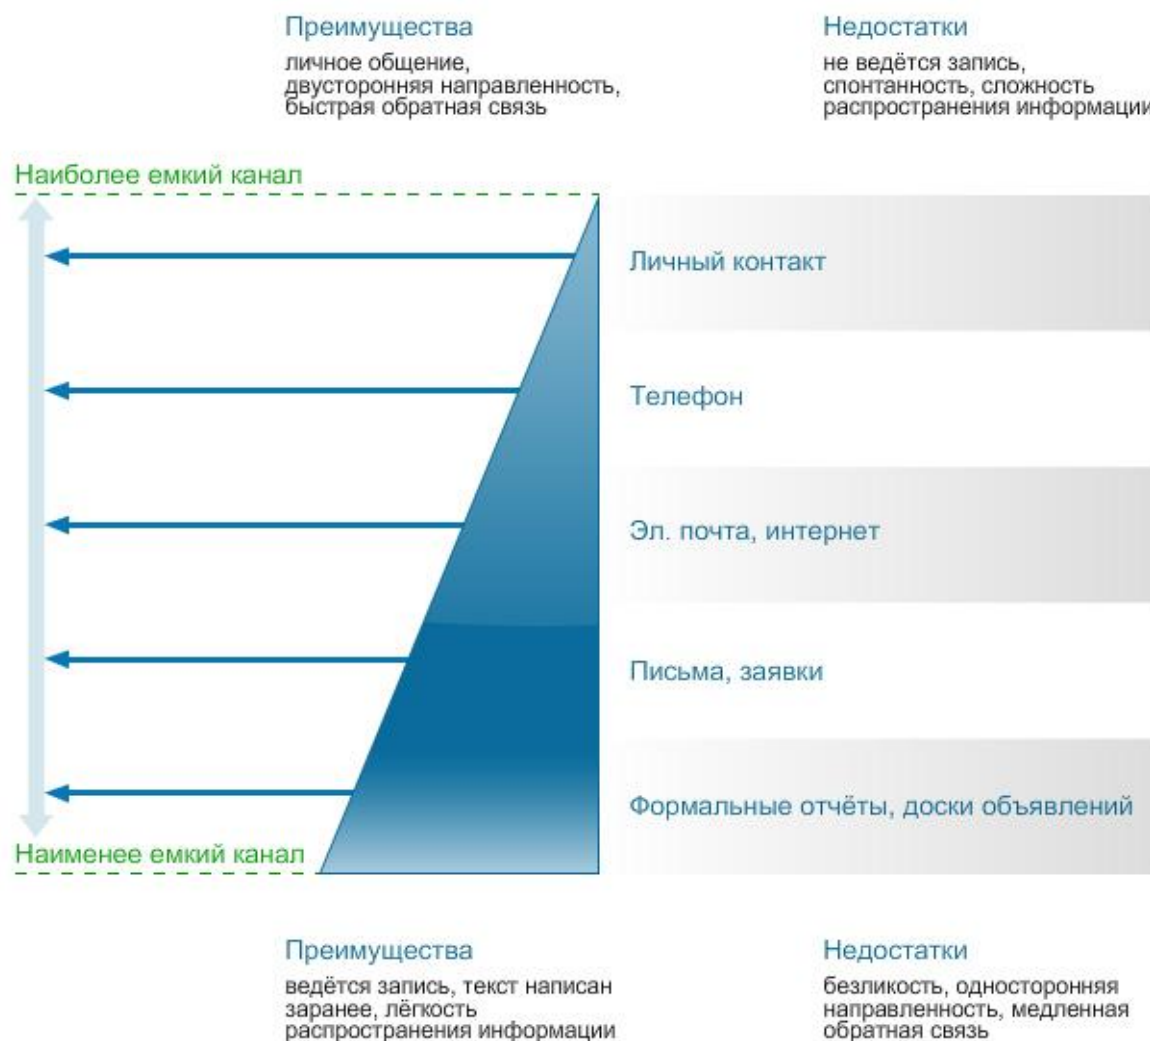 Преимущества
личное общение,
двусторонняя направленность,
быстрая обратная связь
Недостатки
не ведётся запись,
спонтанность, сложность
распространения информации
Наиболее емкий канал
Личный контакт
Телефон
Эл. почта, интернет
Письма, заявки
Формальные отчёты, доски объявлений
Наименее емкий канал
Преимущества
ведётся запись, текст написан
заранее, лёгкость
распространения информации
Недостатки
безликость, односторонняя
направленность, медленная
обратная связь